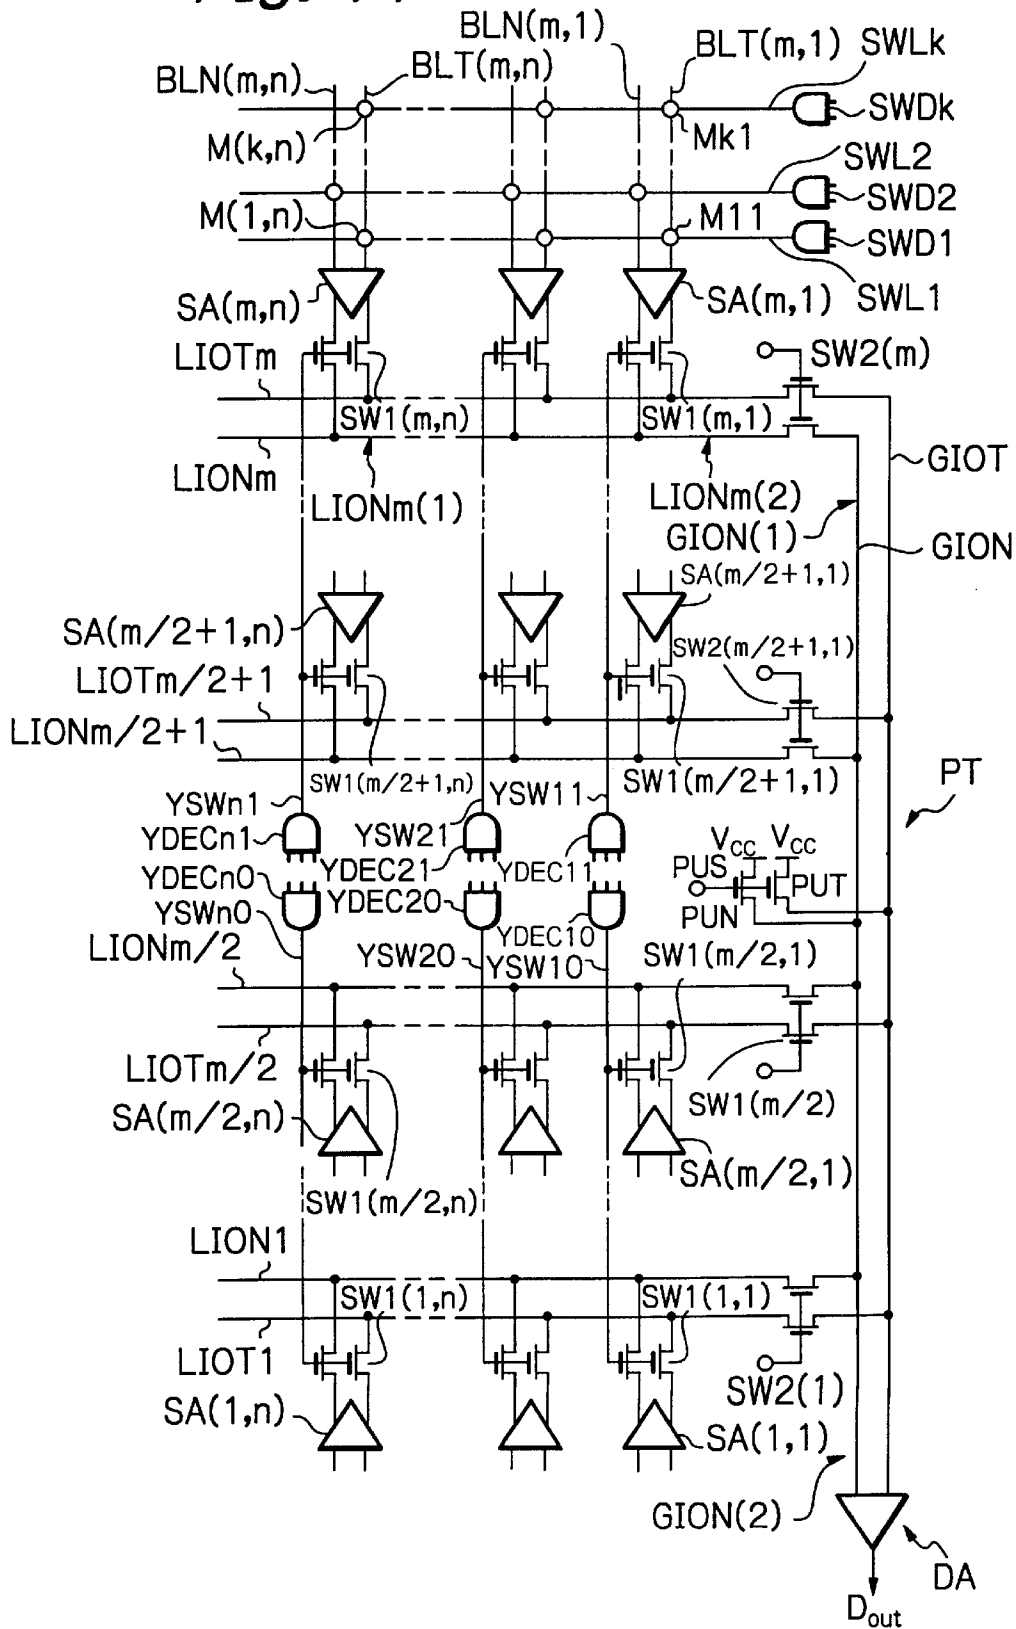 BLN(m,1)
BLT(m,1) SWLk
BLN(m,n) BLT(m,n)
SWDk
M(k,n) Mk1
SWL2
SWD2
M(1,n) M11
SWD1
SA(m,n) SA(m,1) SWL1
LIOTm SW2(m)
SW1(m,n) SW1(m,1)
LIONm GIOT
LIONm(1) LIONm(2)
GION(1) GION
SA(m/2+1,1)
SA(m/2+1,n)
SW2(m/2+1,1)
LIOTm/2+1
LIONm/2+1
SW1(m/2+1,n) SW1(m/2+1,1)
PT
YSWn1 YSW11
YDECn1 YSW21 VCC VCC
YDEC21 YDEC11 PUS
YDECn0 YDEC20 PUT
YSWn0 YDEC10 PUN
LIONm/2 YSW20 YSW10 SW1(m/2,1)
LIOTm/2
SW1(m/2)
SA(m/2,n)
SA(m/2,1)
SW1(m/2,n)
LION1
SW1(1,n) SW1(1,1)
LIOT1
SW2(1)
SA(1,n)
SA(1,1)
GION(2)
DA
Dout